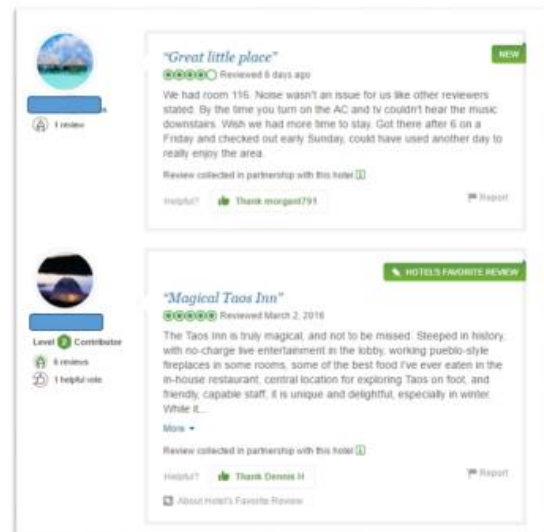 "Great little place"
NEW
Reviewed 6 days ago
We had room 116. Noise wasn't an issue for us like other reviewers
stated. By the time you turn on the AC and tv couldn't hear the music
downstairs. Wish we had more time to stay. Got there after 6 on a
Friday and checked out early Sunday, could have used another day to
really enjoy the area.
1 review
Review collected in partnership with this hotel
Helpful?
Thank morgant791
Report
HOTEL'S FAVORITE REVIEW
"Magical Taos Inn"
Reviewed March 2, 2016
Level 2 Contributor
6 reviews
1 helpful vote
The Taos Inn is truly magical, and not to be missed. Steeped in history,
with no-charge live entertainment in the lobby, working pueblo-style
fireplaces in some rooms, some of the best food I've ever eaten in the
in-house restaurant, central location for exploring Taos on foot, and
friendly, capable staff, it is unique and delightful, especially in winter.
While it...
More
Review collected in partnership with this hotel
Helpful?
Thank Dennis H
Report
About Hotel's Favorite Review